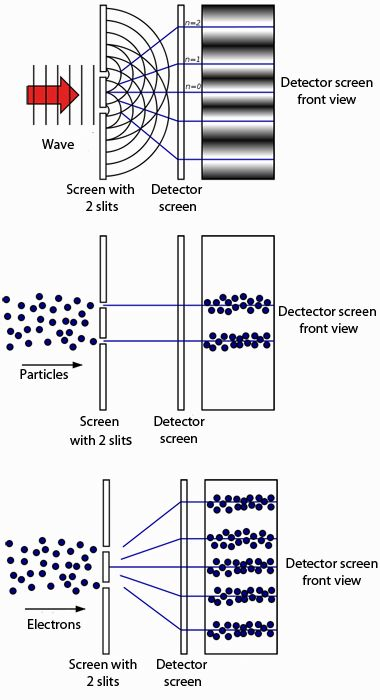 n=2
n=1
n=0
Detector screen
front view
Wave
Screen with
2 slits
Detector
screen
Dectector screen
front view
Particles
Screen
with 2 slits
Detector
screen
Detector screen
front view
Electrons
Screen with
2 slits
Detector
screen